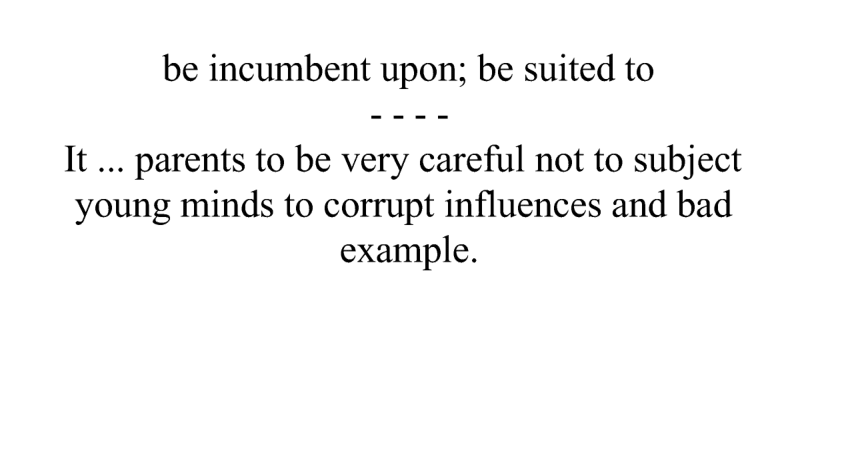 be incumbent upon; be suited to
- - - -
It ... parents to be very careful not to subject
young minds to corrupt influences and bad
example.